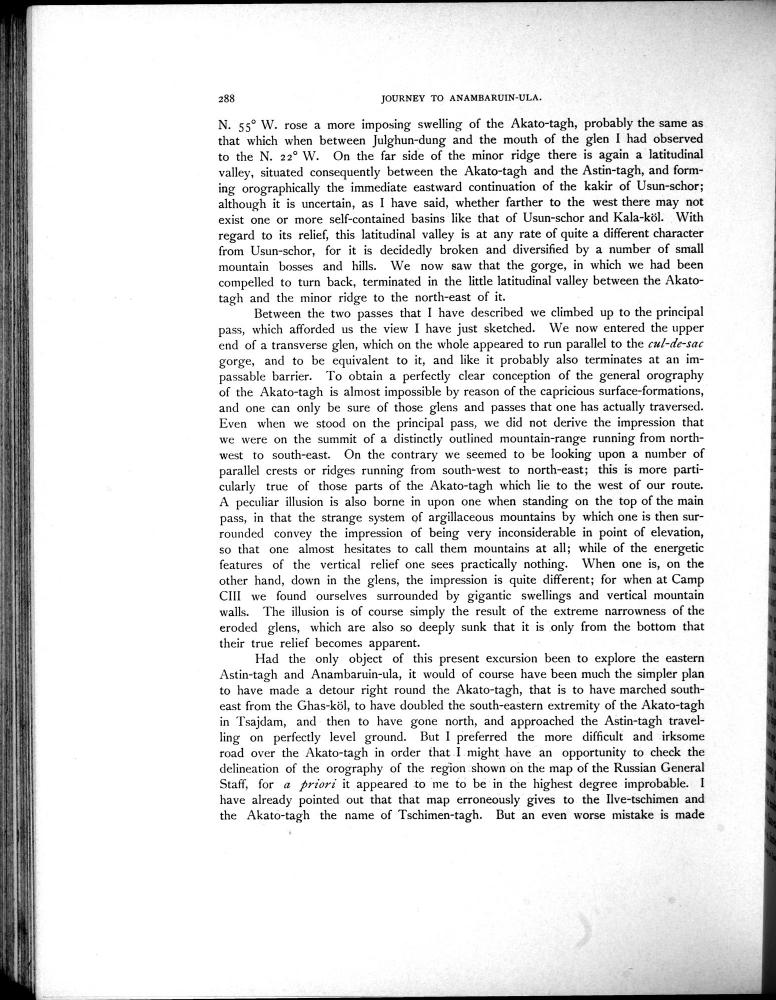 288 JOURNEY TO ANAMBARUIN-ULA.
N. 55° W. rose a more imposing swelling of the Akato-tagh, probably the same as
that which when between Julghun-dung and the mouth of the glen I had observed
to the N. 22° W. On the far side of the minor ridge there is again a latitudinal
valley, situated consequently between the Akato-tagh and the Astin-tagh, and form-
ing orographically the immediate eastward continuation of the kakir of Usun-schor;
although it is uncertain, as I have said, whether farther to the west there may not
exist one or more self-contained basins like that of Usun-schor and Kala-köl. With
regard to its relief, this latitudinal valley is at any rate of quite a different character
from Usun-schor, for it is decidedly broken and diversified by a number of small
mountain bosses and hills. We now saw that the gorge, in which we had been
compelled to turn back, terminated in the little latitudinal valley between the Akato-
tagh and the minor ridge to the north-east of it.
Between the two passes that I have described we climbed up to the principal
pass, which afforded us the view I have just sketched. We now entered the upper
end of a transverse glen, which on the whole appeared to run parallel to the cul-de-sac
gorge, and to be equivalent to it, and like it probably also terminates at an im-
passable barrier. To obtain a perfectly clear conception of the general orography
of the Akato-tagh is almost impossible by reason of the capricious surface-formations,
and one can only be sure of those glens and passes that one has actually traversed.
Even when we stood on the principal pass, we did not derive the impression that
we were on the summit of a distinctly outlined mountain-range running from north-
west to south-east. On the contrary we seemed to be looking upon a number of
parallel crests or ridges running from south-west to north-east; this is more parti-
cularly true of those parts of the Akato-tagh which lie to the west of our route.
A peculiar illusion is also borne in upon one when standing on the top of the main
pass, in that the strange system of argillaceous mountains by which one is then sur-
rounded convey the impression of being very inconsiderable in point of elevation,
so that one almost hesitates to call them mountains at all; while of the energetic
features of the vertical relief one sees practically nothing. When one is, on the
other hand, down in the glens, the impression is quite different; for when at Camp
CIII we found ourselves surrounded by gigantic swellings and vertical mountain
walls. The illusion is of course simply the result of the extreme narrowness of the
eroded glens, which are also so deeply sunk that it is only from the bottom that
their true relief becomes apparent.
Had the only object of this present excursion been to explore the eastern
Astin-tagh and Anambaruin-ula, it would of course have been much the simpler plan
to have made a detour right round the Akato-tagh, that is to have marched south-
east from the Ghas-köl, to have doubled the south-eastern extremity of the Akato-tagh
in Tsajdam, and then to have gone north, and approached the Astin-tagh travel-
ling on perfectly level ground. But I preferred the more difficult and irksome
road over the Akato-tagh in order that I might have an opportunity to check the
delineation of the orography of the region shown on the map of the Russian General
Staff, for a priori it appeared to me to be in the highest degree improbable. I
have already pointed out that that map erroneously gives to the Ilve-tschimen and
the Akato-tagh the name of Tschimen-tagh. But an even worse mistake is made